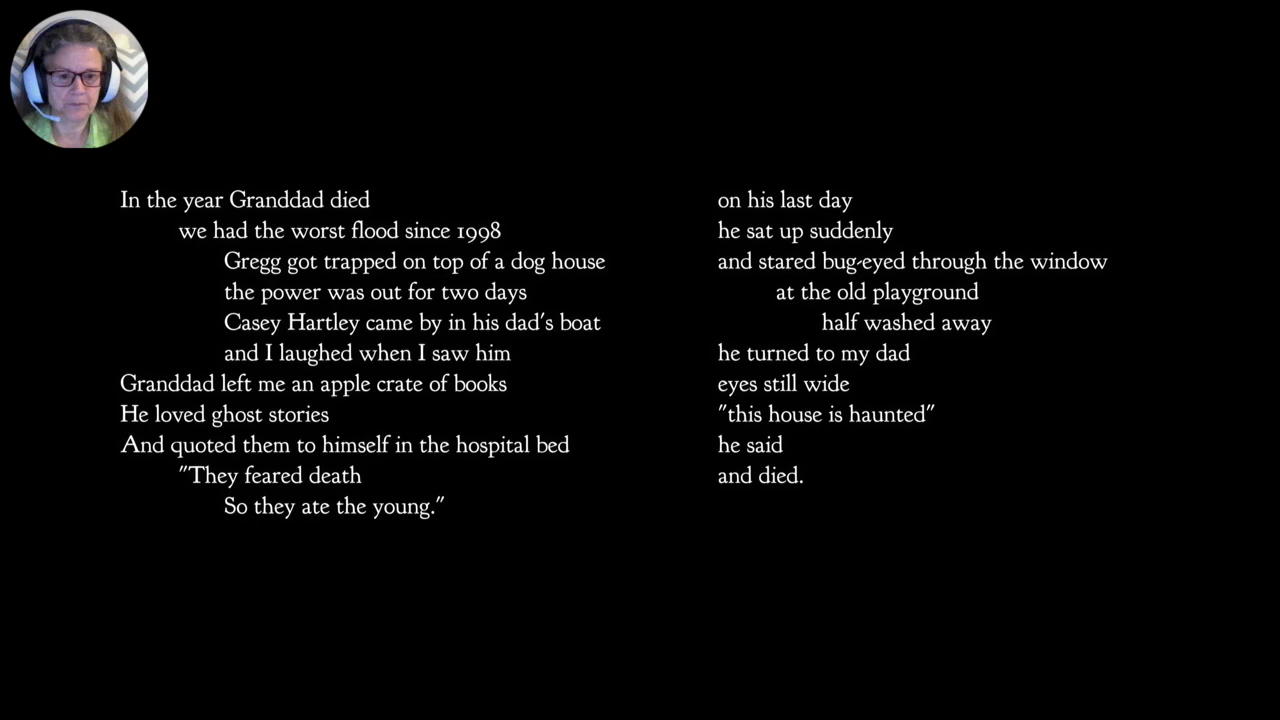 In the year Granddad died
we had the worst flood since 1998
Gregg got trapped on top of a dog house
the power was out for two days
Casey Hartley came by in his dad's boat
and I laughed when I saw him
Granddad left me an apple crate of books
He loved ghost stories
And quoted them to himself in the hospital bed
"They feared death
So they ate the young."
on his last day
he sat up suddenly
and stared bug-eyed through the window
at the old playground
half washed away
he turned to my dad
eyes still wide
"this house is haunted"
he said
and died.